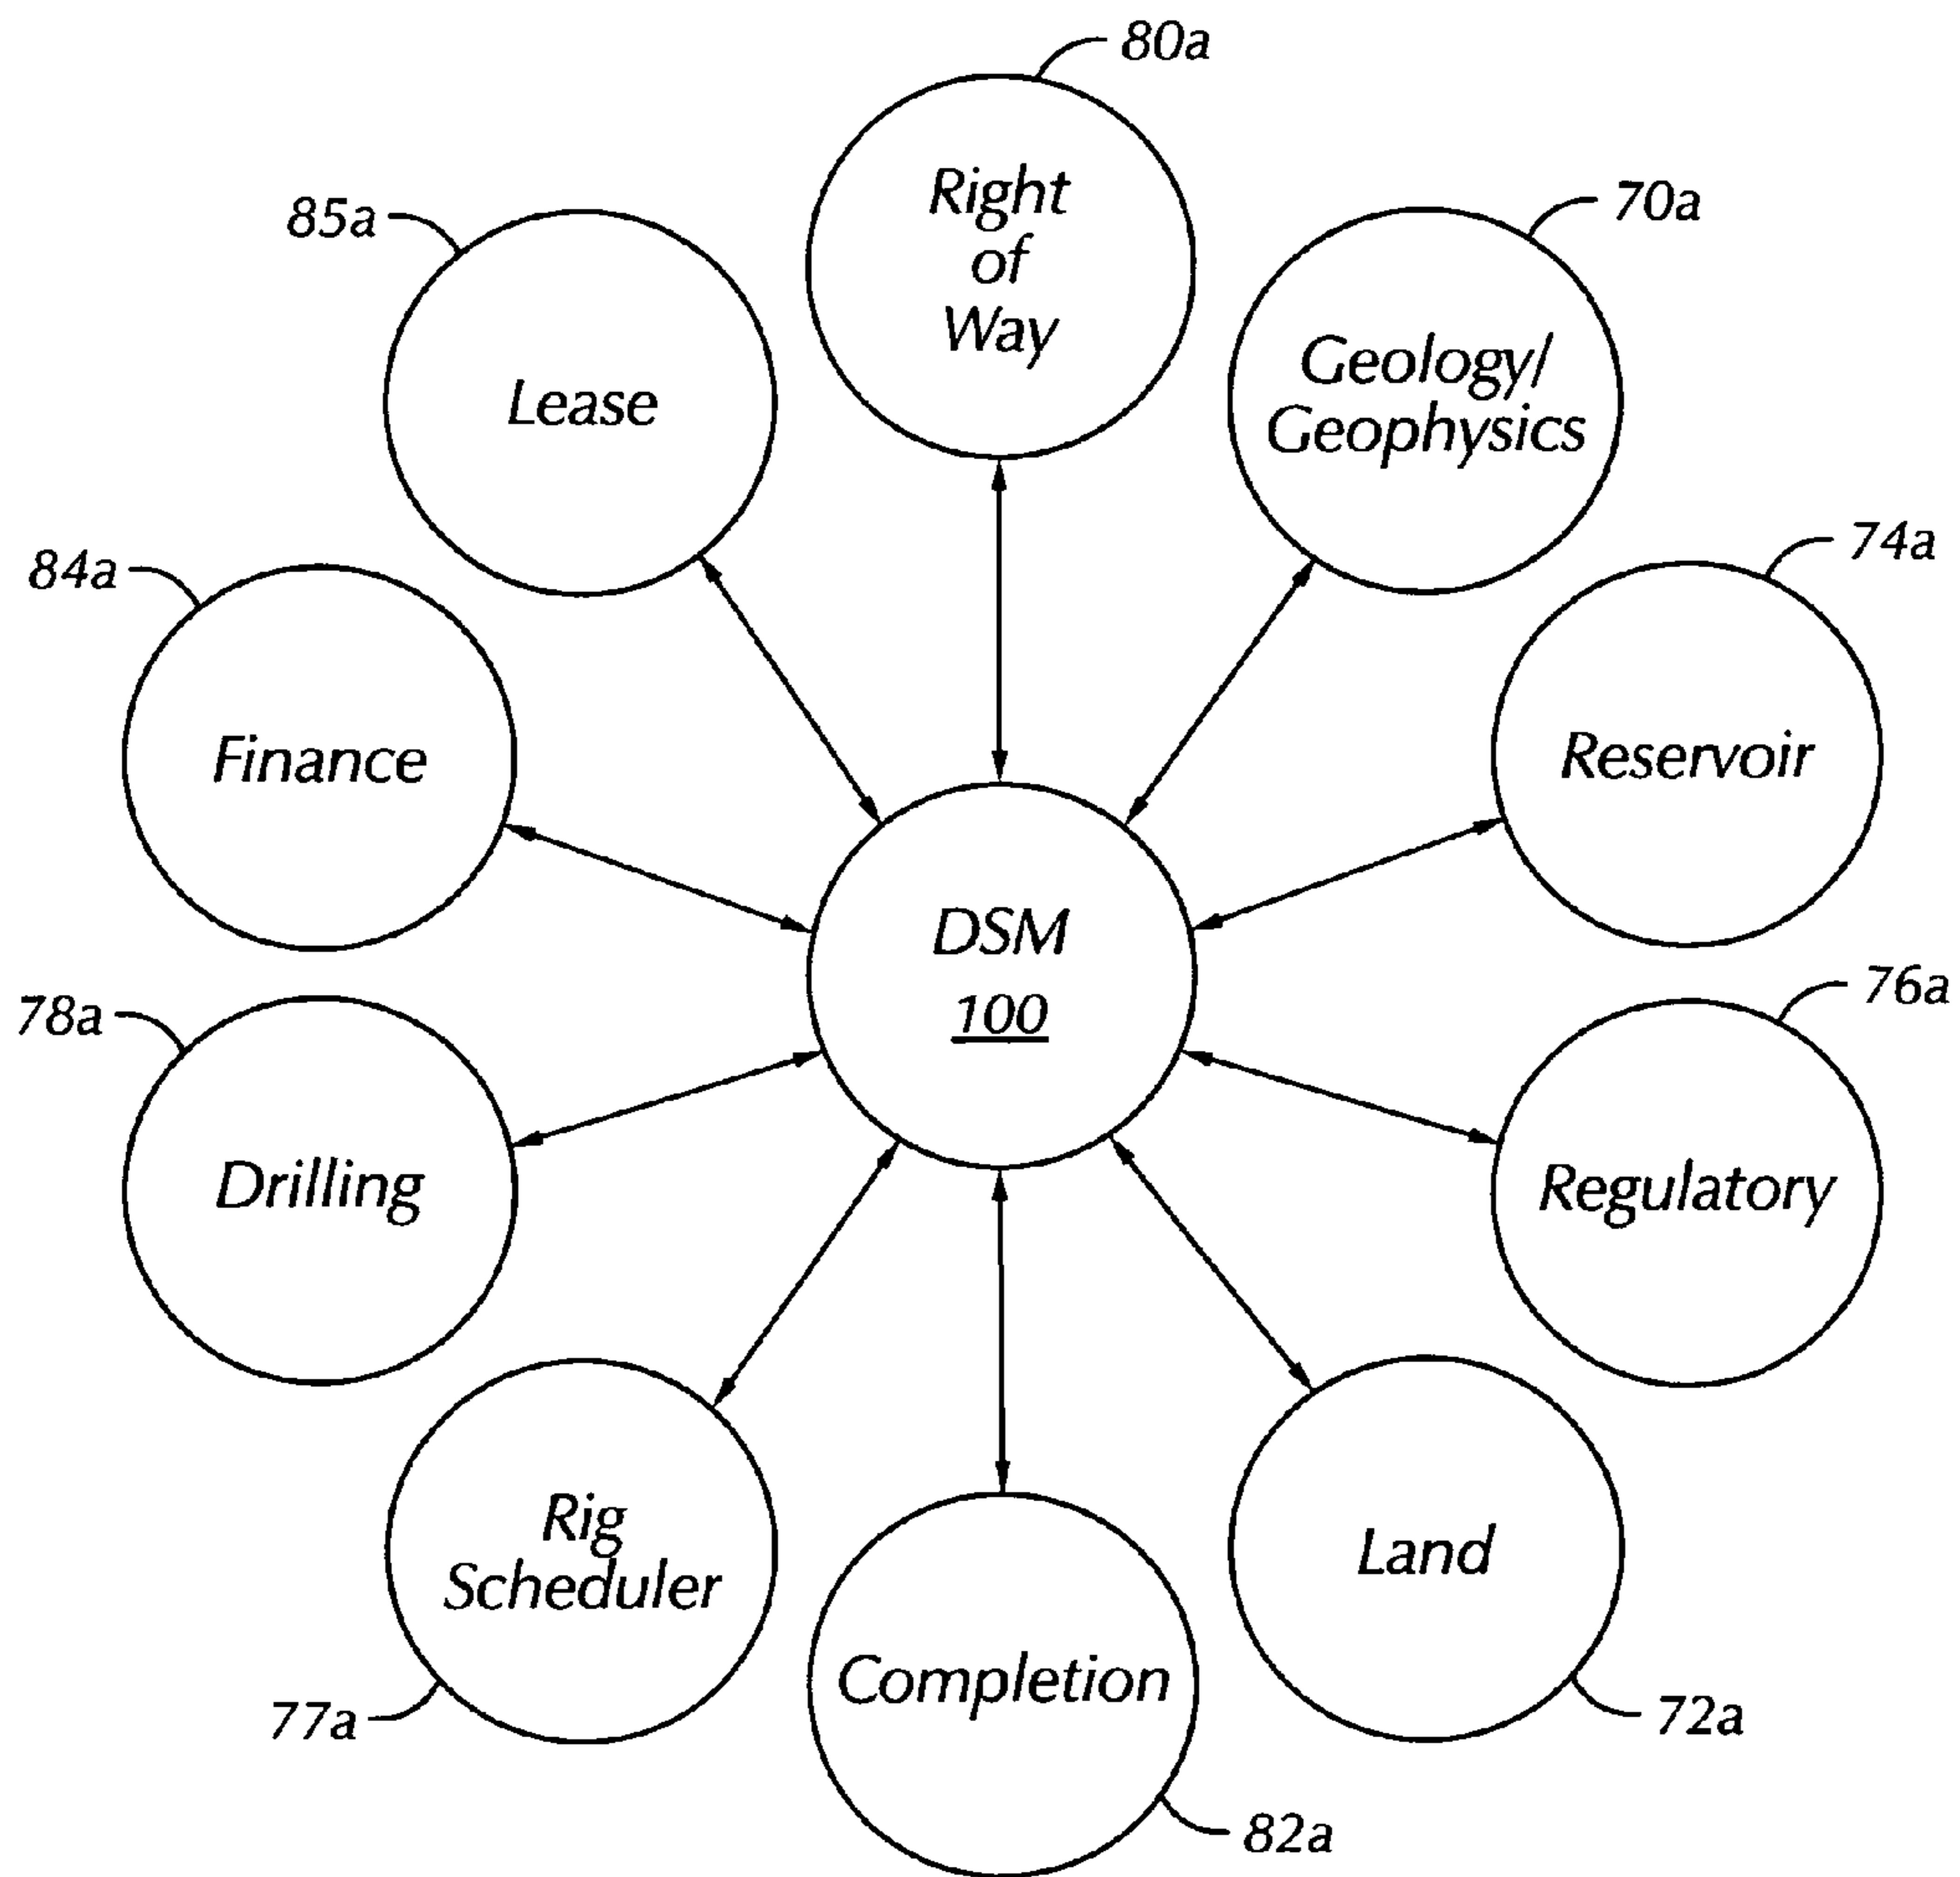 80a
Right
of
Way
85a
Lease
70a
Geology/
Geophysics
84a
Finance
74a
Reservoir
DSM
100
78a
Drilling
76a
Regulatory
Rig
Scheduler
77a
Land
72a
Completion
82a